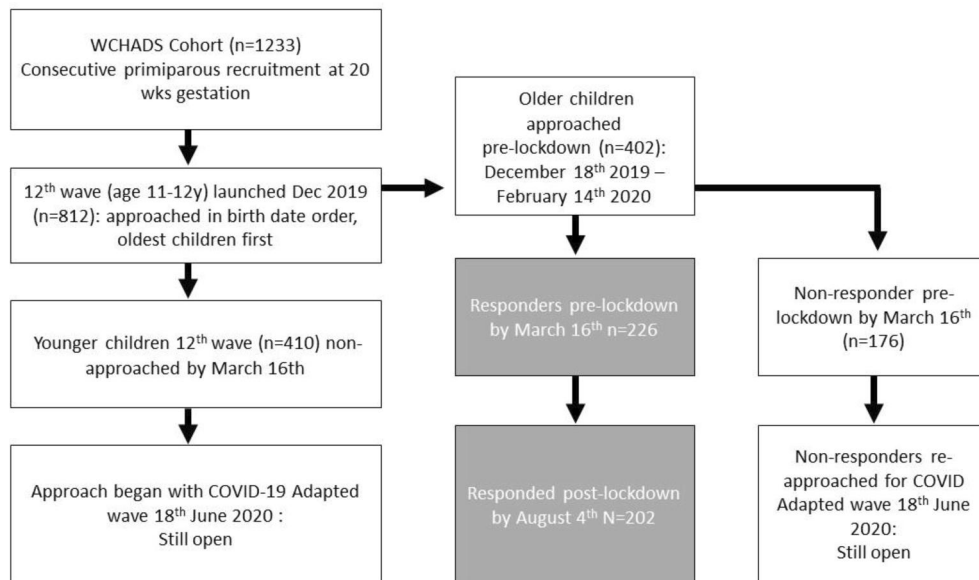 WCHADS Cohort (n=1233)
Consecutive primiparous recruitment at 20
wks gestation
12th wave (age 11-12y) launched Dec 2019
(n=812): approached in birth date order,
oldest children first
Younger children 12th wave (n=410) non-
approached by March 16th
Approach began with COVID-19 Adapted
wave 18th June 2020 :
Still open
Older children
approached
pre-lockdown (n=402):
December 18th 2019 –
February 14th 2020
Responders pre-lockdown
by March 16th n=226
Responded post-lockdown
by August 4th N=202
Non-responder pre-
lockdown by March 16th
(n=176)
Non-responders re-
approached for COVID
Adapted wave 18th June
2020:
Still open